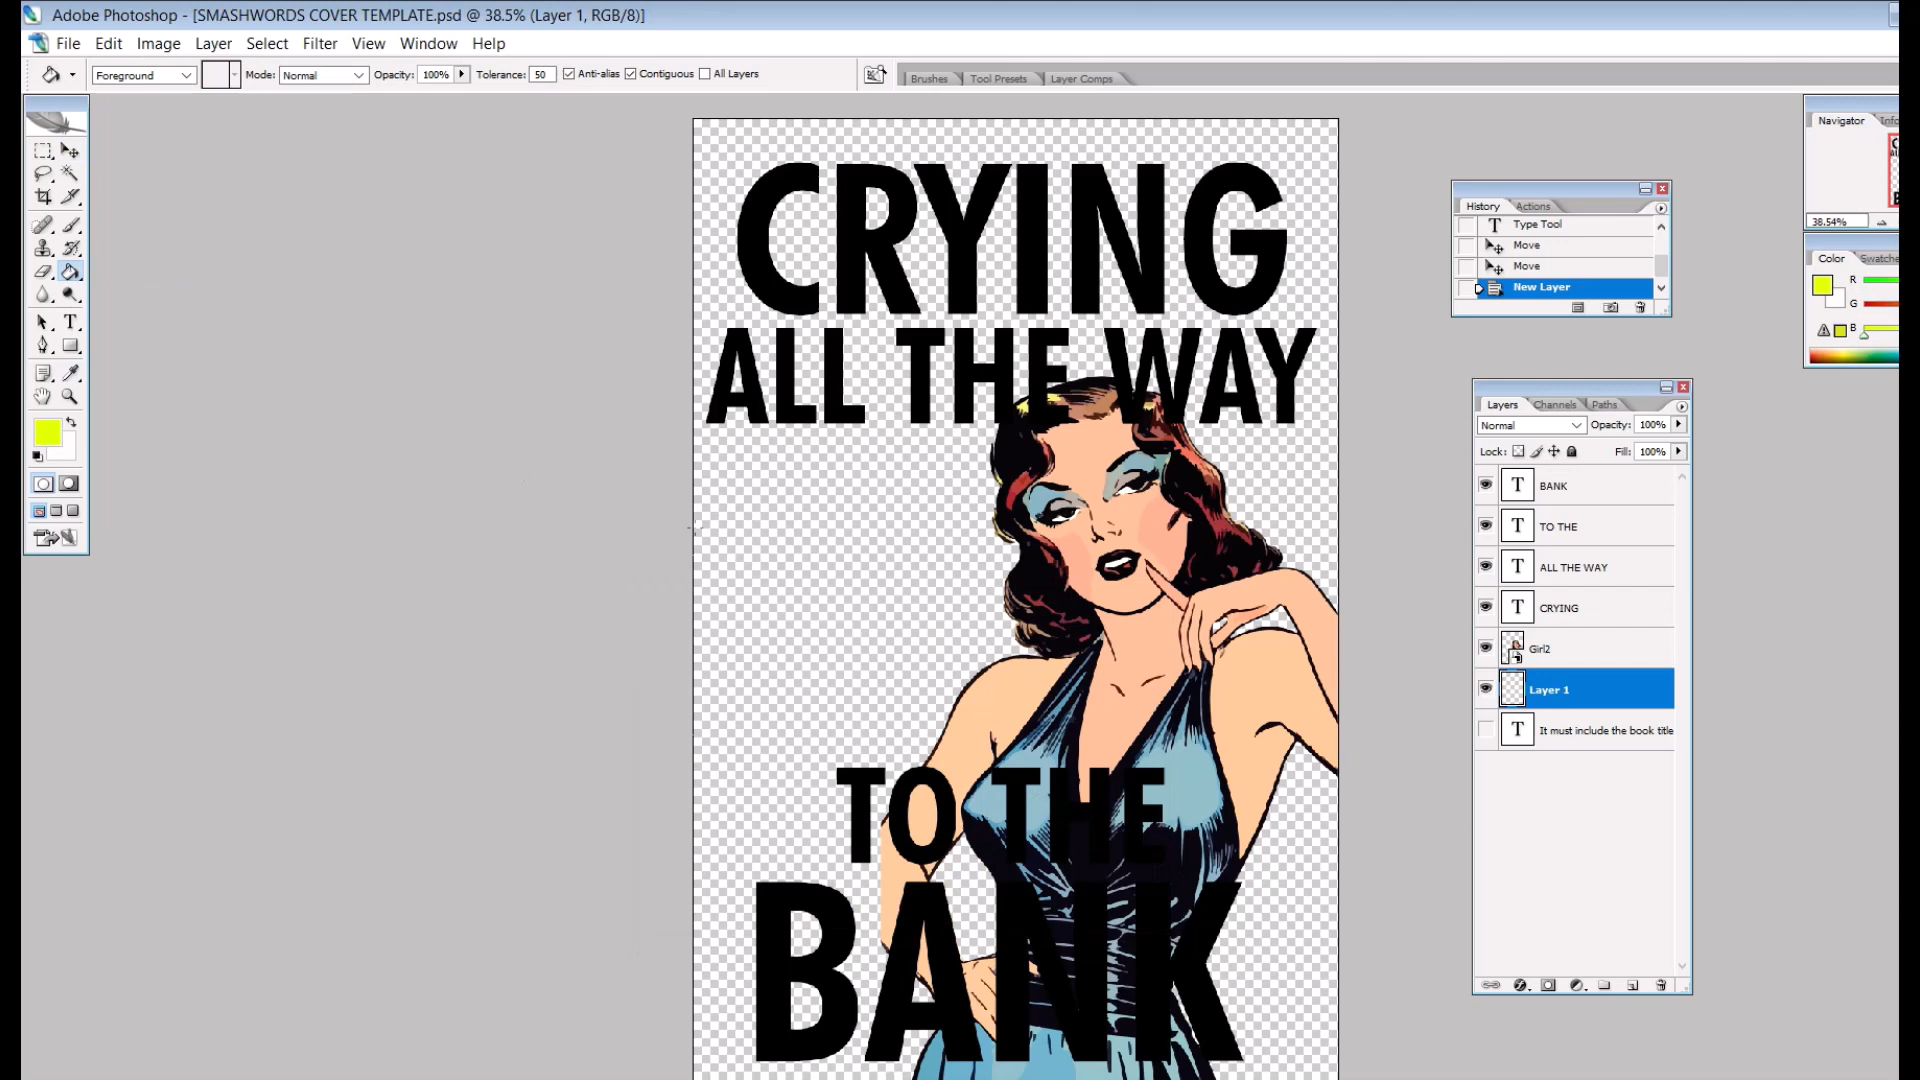 Adobe Photoshop - [SMASHWORDS COVER TEMPLATE.psd @ 38.5% (Layer 1, RGB/8)]
File Edit Image Layer Select Filter View Window Help
Foreground Mode: Normal Opacity: 100% Tolerance: 50 Anti-alias Contiguous All Layers Brushes Tool Presets Layer Comps
CRYING
ALL THE WAY
TO THE
BANK
History Actions
Type Tool
Move
Move
New Layer
Navigator Info
38.54%
Color Swatches
R
G
B
Layers Channels Paths
Normal Opacity: 100%
Lock: Fill: 100%
T BANK
T TO THE
T ALL THE WAY
T CRYING
Girl2
Layer 1
T It must include the book title